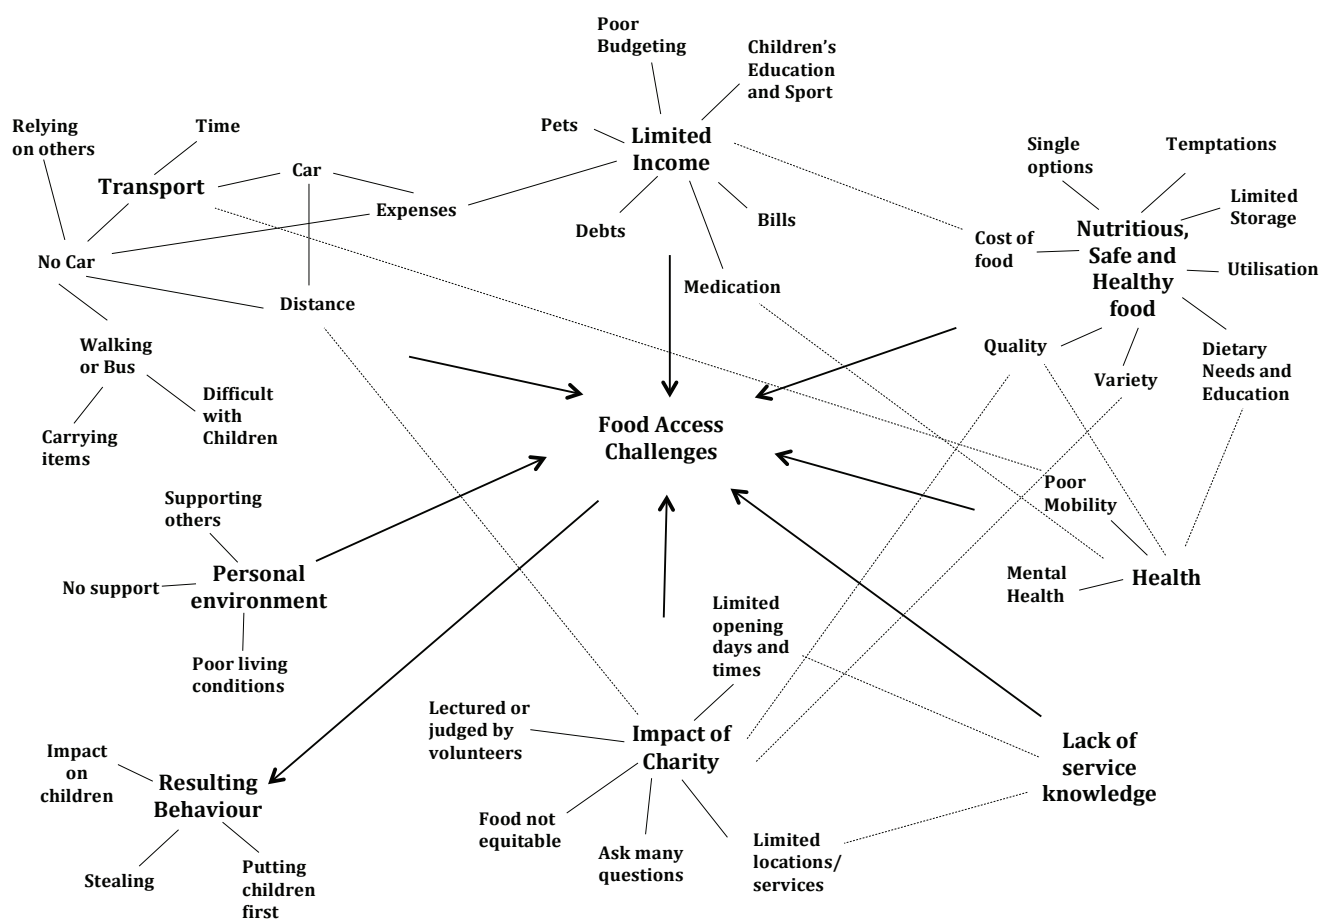 Poor
Budgeting
Children’s
Education
and Sport
Pets
Limited
Income
Debts
Bills
Medication
Relying
on others
Time
Transport
Car
Expenses
No Car
Distance
Walking
or Bus
Difficult
with
Children
Carrying
items
Single
options
Temptations
Limited
Storage
Nutritious,
Safe and
Healthy
food
Cost of
food
Utilisation
Quality
Variety
Dietary
Needs and
Education
Food Access
Challenges
Poor
Mobility
Mental
Health
Health
Supporting
others
No support
Personal
environment
Poor living
conditions
Limited
opening
days and
times
Lectured or
judged by
volunteers
Impact of
Charity
Food not
equitable
Ask many
questions
Limited
locations/
services
Lack of
service
knowledge
Impact
on
children
Resulting
Behaviour
Stealing
Putting
children
first